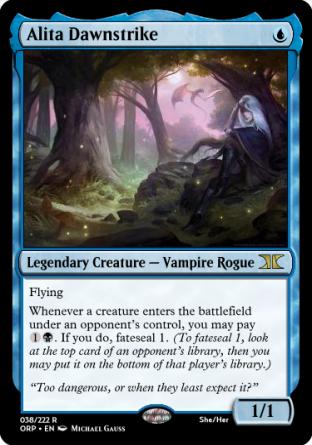 Alita Dawnstrike
Legendary Creature — Vampire Rogue
Flying
Whenever a creature enters the battlefield
under an opponent's control, you may pay
1. If you do, fateseal 1. (To fateseal 1, look
at the top card of an opponent's library, then you
may put it on the bottom of that player's library.)
“Too dangerous, or when they least expect it?”
1/1
038/222 R
ORP • EN Michael Gauss
She/Her